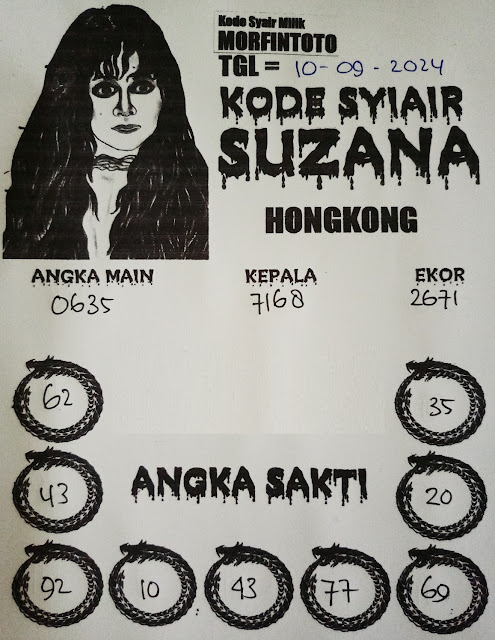 Kode Syair Milik
MORFINTOTO
TGL = 10-09-2024
KODE SYIAIR
SUZANA
HONGKONG
ANGKA MAIN KEPALA EKOR
0635 7168 2671
62 35
43 ANGKA SAKTI 20
92 10 43 77 69